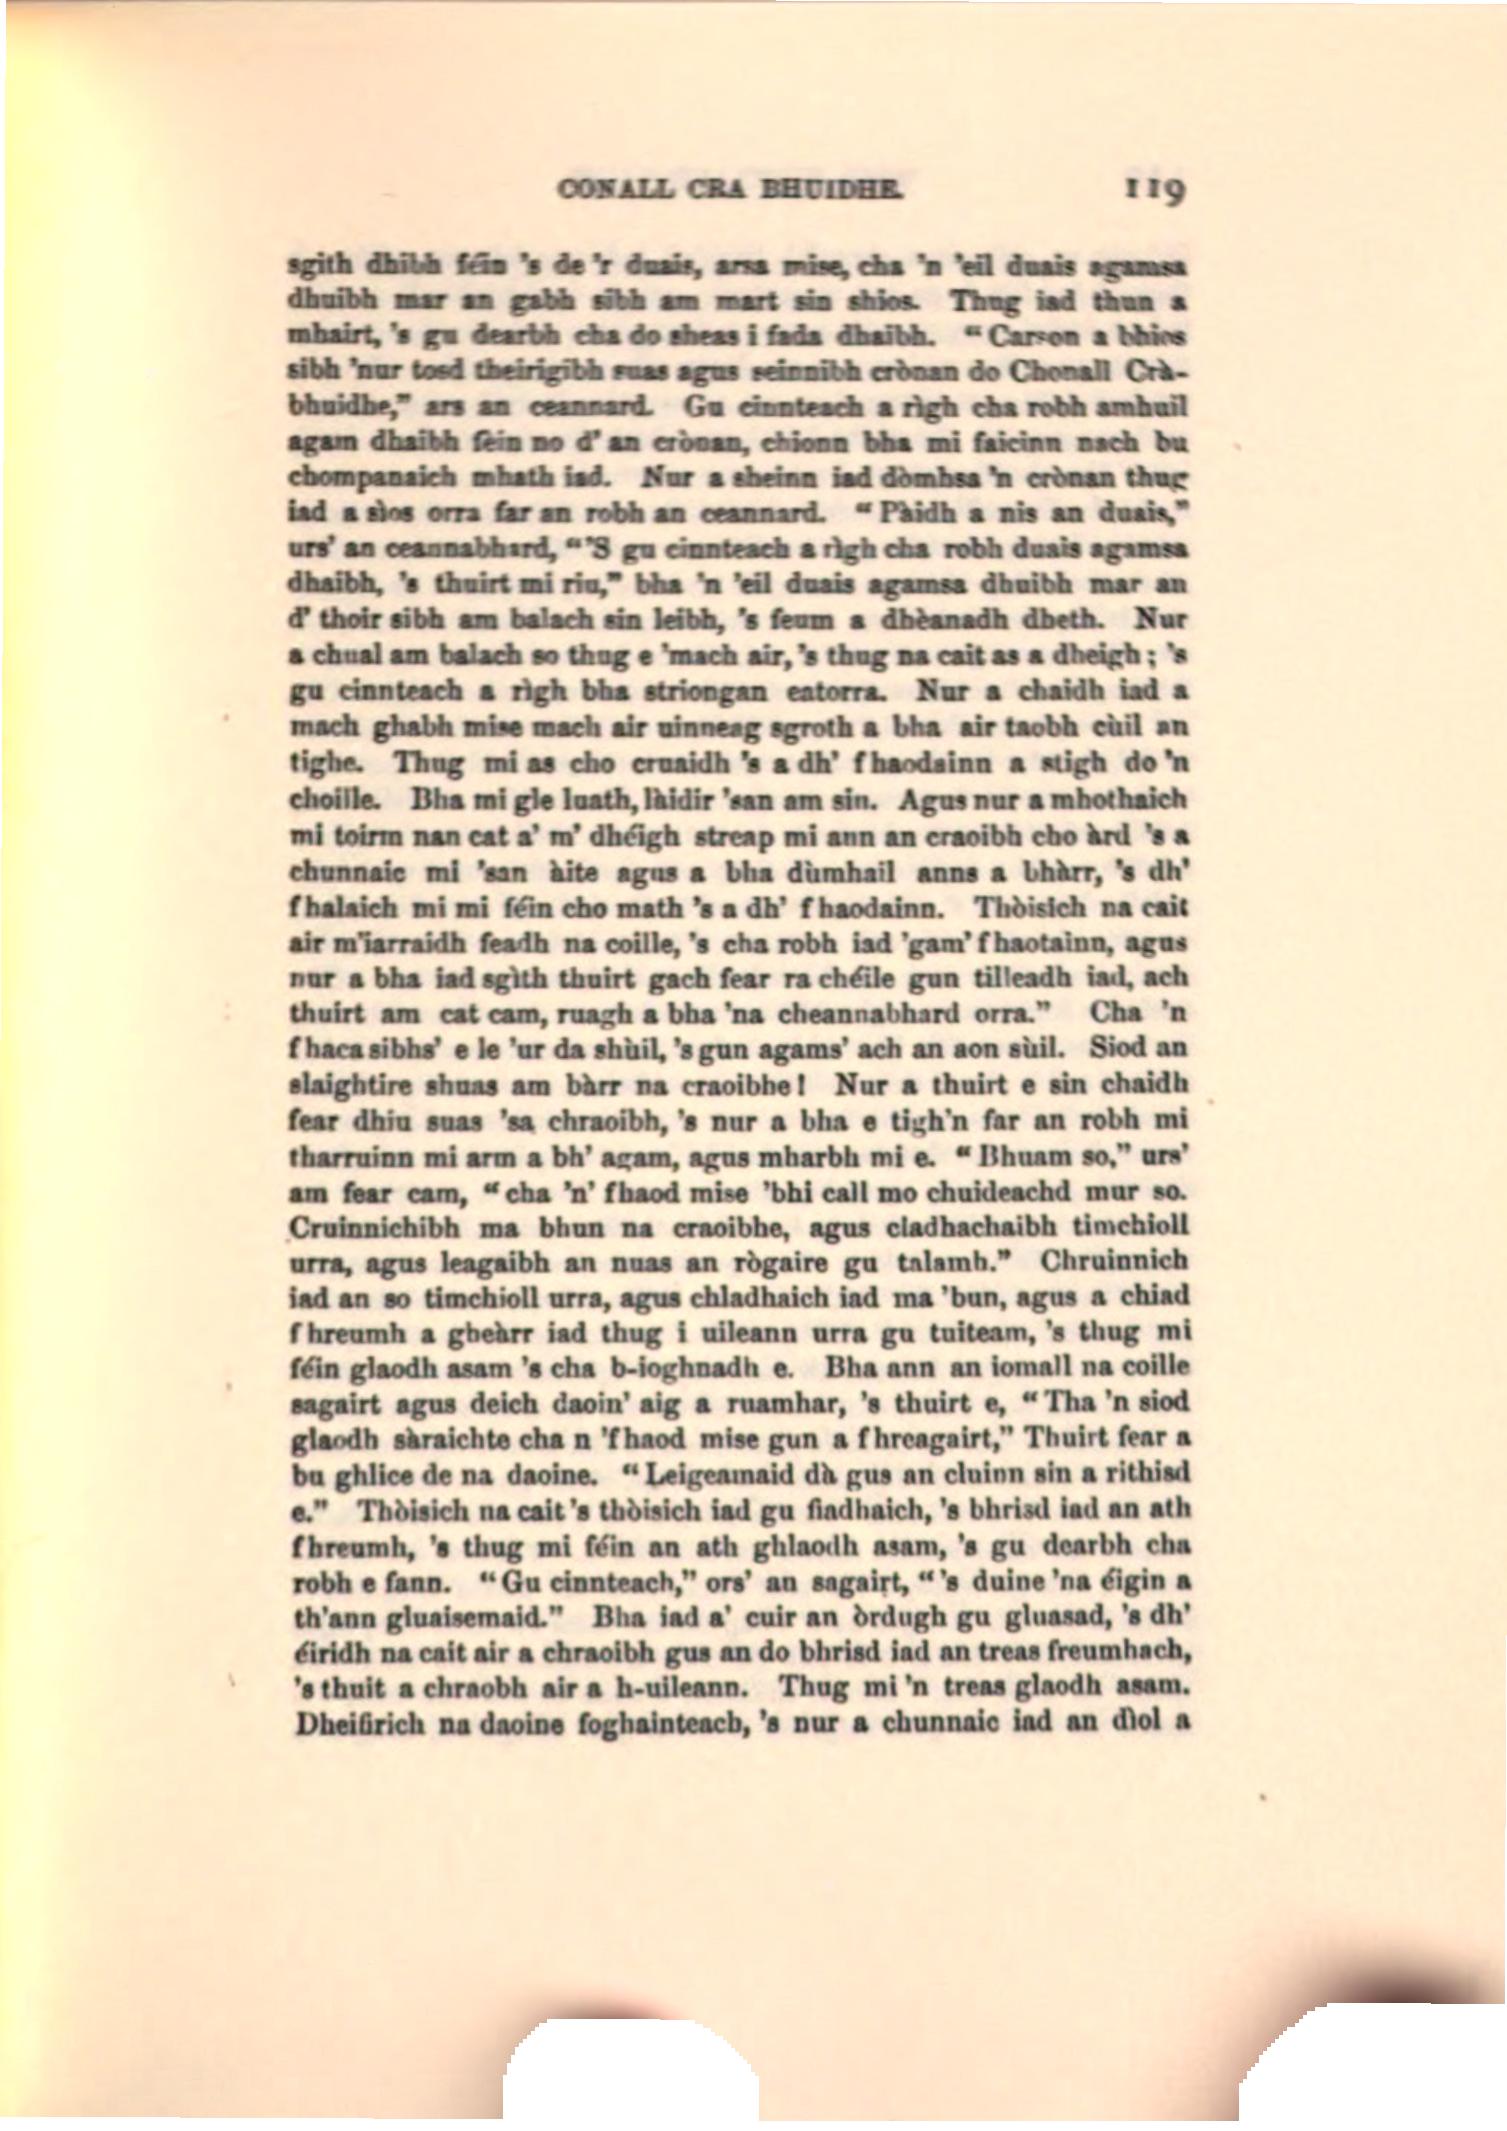 CONALL CRA BHUIDHE. 119
sgith dhibh féin 's de 'r duais, arsa mise, cha 'n 'eil duais agamsa
dhuibh mar an gabh sibh am mart sin shios. Thug iad thun a
mhairt, 's gu dearbh cha do sheas i fada dhaibh. “Carson a bhios
sibh 'nur tosd theirigibh suas agus seinnibh crònan do Chonall Crà-
bhuidhe,” ars an ceannard. Gu cinnteach a rìgh cha robh amhuil
agam dhaibh fèin no d' an crònan, chionn bha mi faicinn nach bu
chompanaich mhath iad. Nur a sheinn iad dòmhsa 'n crònan thug
iad a sìos orra far an robh an ceannard. “Pàidh a nis an duais,”
urs' an ceannabhard, “'S gu cinnteach a rìgh cha robh duais agamsa
dhaibh, 's thuirt mi riu,” bha 'n 'eil duais agamsa dhuibh mar an
d' thoir sibh am balach sin leibh, 's feum a dhèanadh dheth. Nur
a chual am balach so thug e 'mach air, 's thug na cait as a dheigh; 's
gu cinnteach a rìgh bha striongan eatorra. Nur a chaidh iad a
mach ghabh mise mach air uinneag sgroth a bha air taobh cùil an
tighe. Thug mi as cho cruaidh 's a dh' fhaodainn a stigh do 'n
choille. Bha mi gle luath, làidir 'san am sin. Agus nur a mhothaich
mi toirm nan cat a' m' dhéigh streap mi ann an craoibh cho àrd 's a
chunnaic mi 'san àite agus a bha dùmhail anns a bhàrr, 's dh'
fhalaich mi mi féin cho math 's a dh' fhaodainn. Thòisich na cait
air m'iarraidh feadh na coille, 's cha robh iad 'gam' fhaotainn, agus
nur a bha iad sgìth thuirt gach fear ra chéile gun tilleadh iad, ach
thuirt am cat cam, ruagh a bha 'na cheannabhard orra.” Cha 'n
fhaca sibhs' e le 'ur da shùil, 's gun agams' ach an aon sùil. Siod an
slaightire shuas am bàrr na craoibhe! Nur a thuirt e sin chaidh
fear dhiu suas 'sa chraoibh, 's nur a bha e tigh'n far an robh mi
tharruinn mi arm a bh' agam, agus mharbh mi e. “Bhuam so,” urs'
am fear cam, “cha 'n' fhaod mise 'bhi call mo chuideachd mur so.
Cruinnichibh ma bhun na craoibhe, agus cladhachaibh timchioll
urra, agus leagaibh an nuas an rògaire gu talamh.” Chruinnich
iad an so timchioll urra, agus chladhaich iad ma 'bun, agus a chiad
fhreumh a gheàrr iad thug i uileann urra gu tuiteam, 's thug mi
féin glaodh asam 's cha b-ioghnadh e. Bha ann an iomall na coille
sagairt agus deich daoin' aig a ruamhar, 's thuirt e, “Tha 'n siod
glaodh sàraichte cha n 'fhaod mise gun a fhreagairt,” Thuirt fear a
bu ghlice de na daoine. “Leigeamaid dà gus an cluinn sin a rithisd
e.” Thòisich na cait 's thòisich iad gu fiadhaich, 's bhrisd iad an ath
fhreumh, 's thug mi féin an ath ghlaodh asam, 's gu dearbh cha
robh e fann. “Gu cinnteach,” ors' an sagairt, “'s duine 'na éigin a
th'ann gluaisemaid.” Bha iad a' cuir an òrdugh gu gluasad, 's dh'
éiridh na cait air a chraoibh gus an do bhrisd iad an treas freumhach,
's thuit a chraobh air a h-uileann. Thug mi 'n treas glaodh asam.
Dheifirich na daoine foghainteach, 's nur a chunnaic iad an dìol a